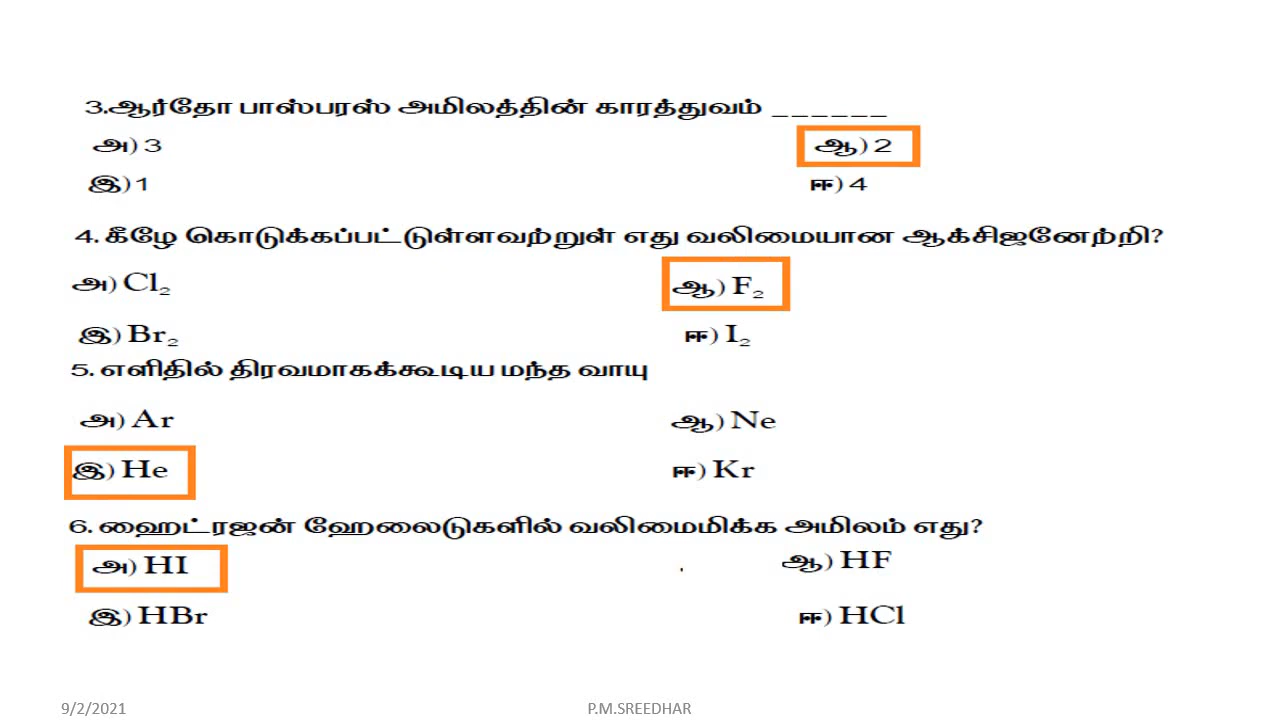 3.ஆர்தோ பாஸ்பரஸ் அமிலத்தின் காரத்துவம் ______
அ) 3 ஆ) 2
இ) 1 ஈ) 4
4. கீழே கொடுக்கப்பட்டுள்ளவற்றுள் எது வலிமையான ஆக்சிஜனேற்றி?
அ) Cl₂ ஆ) F₂
இ) Br₂ ஈ) I₂
5. எளிதில் திரவமாகக்கூடிய மந்த வாயு
அ) Ar ஆ) Ne
இ) He ஈ) Kr
6. ஹைட்ரஜன் ஹேலைடுகளில் வலிமைமிக்க அமிலம் எது?
அ) HI ஆ) HF
இ) HBr ஈ) HCl
9/2/2021 P.M.SREEDHAR